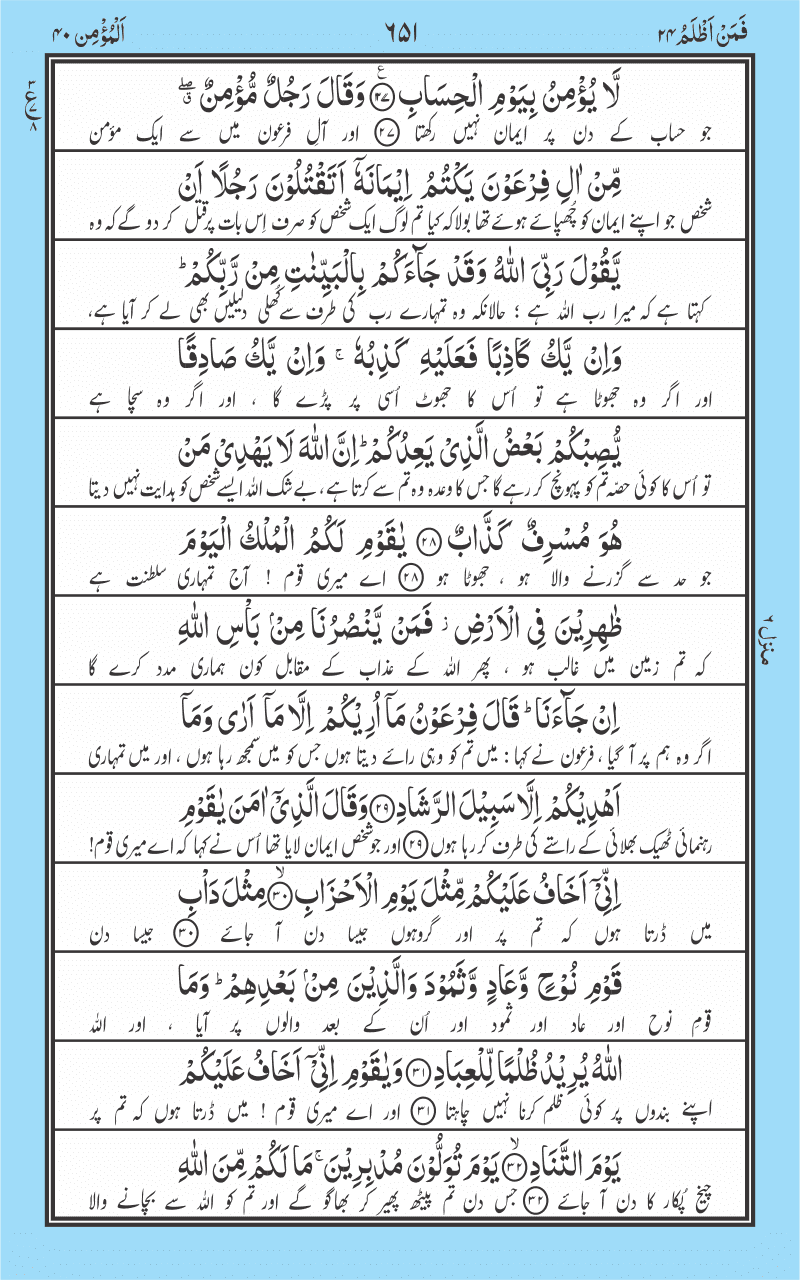 فَمَنْ اَظْلَمُ ٢٤ ٦٥١ اَلْمُؤْمِن ٤٠
لَّا يُؤْمِنُ بِيَوْمِ الْحِسَابِ ﴿٢٧﴾ وَقَالَ رَجُلٌ مُّؤْمِنٌ ۖ ق
جو حساب کے دن پر ایمان نہیں رکھتا ﴿۲۷﴾ اور آلِ فرعون میں سے ایک مؤمن
مِّنْ اٰلِ فِرْعَوْنَ يَكْتُمُ اِيْمَانَهٗۤ اَتَقْتُلُوْنَ رَجُلًا اَنْ
شخص جو اپنے ایمان کو چُھپائے ہوئے تھا بولا کہ کیا تم لوگ ایک شخص کو صرف اِس بات پر قتل کر دو گے کہ وہ
يَّقُوْلَ رَبِّيَ اللّٰهُ وَقَدْ جَآءَكُمْ بِالْبَيِّنٰتِ مِنْ رَّبِّكُمْ ؕ
کہتا ہے کہ میرا رب اللہ ہے ؛ حالانکہ وہ تمہارے رب کی طرف سے کُھلی دلیلیں بھی لے کر آیا ہے،
وَاِنْ يَّكُ كَاذِبًا فَعَلَيْهِ كَذِبُهٗ ۚ وَاِنْ يَّكُ صَادِقًا
اور اگر وہ جھوٹا ہے تو اُس کا جھوٹ اُسی پر پڑے گا ، اور اگر وہ سچا ہے
يُّصِبْكُمْ بَعْضُ الَّذِيْ يَعِدُكُمْ ؕ اِنَّ اللّٰهَ لَا يَهْدِيْ مَنْ
تو اُس کا کوئی حصّہ تم کو پہونچ کر رہے گا جس کا وعدہ وہ تم سے کرتا ہے، بے شک اللہ ایسے شخص کو ہدایت نہیں دیتا
هُوَ مُسْرِفٌ كَذَّابٌ ﴿٢٨﴾ يٰقَوْمِ لَكُمُ الْمُلْكُ الْيَوْمَ
جو حد سے گزرنے والا ہو ، جھوٹا ہو ﴿۲۸﴾ اے میری قوم ! آج تمہاری سلطنت ہے
ظٰهِرِيْنَ فِي الْاَرْضِ ؗ فَمَنْ يَّنْصُرُنَا مِنْۢ بَاْسِ اللّٰهِ
کہ تم زمین میں غالب ہو ، پھر اللہ کے عذاب کے مقابل کون ہماری مدد کرے گا
اِنْ جَآءَنَا ؕ قَالَ فِرْعَوْنُ مَاۤ اُرِيْكُمْ اِلَّا مَاۤ اَرٰى وَمَاۤ
اگر وہ ہم پر آ گیا ، فرعون نے کہا : میں تم کو وہی رائے دیتا ہوں جس کو میں سمجھ رہا ہوں ، اور میں تمہاری
اَهْدِيْكُمْ اِلَّا سَبِيْلَ الرَّشَادِ ﴿٢٩﴾ وَقَالَ الَّذِيْۤ اٰمَنَ يٰقَوْمِ
رہنمائی ٹھیک بھلائی کے راستے کی طرف کر رہا ہوں ﴿۲۹﴾ اور جو شخص ایمان لایا تھا اُس نے کہا کہ اے میری قوم!
اِنِّيْۤ اَخَافُ عَلَيْكُمْ مِّثْلَ يَوْمِ الْاَحْزَابِ ﴿٣٠﴾ۙ مِثْلَ دَاْبِ
میں ڈرتا ہوں کہ تم پر اور گروہوں جیسا دن آ جائے ﴿۳۰﴾ جیسا دن
قَوْمِ نُوْحٍ وَّعَادٍ وَّثَمُوْدَ وَالَّذِيْنَ مِنْۢ بَعْدِهِمْ ؕ وَمَا
قومِ نوح اور عاد اور ثمود اور اُن کے بعد والوں پر آیا ، اور اللہ
اللّٰهُ يُرِيْدُ ظُلْمًا لِّلْعِبَادِ ﴿٣١﴾ وَيٰقَوْمِ اِنِّيْۤ اَخَافُ عَلَيْكُمْ
اپنے بندوں پر کوئی ظلم کرنا نہیں چاہتا ﴿۳۱﴾ اور اے میری قوم ! میں ڈرتا ہوں کہ تم پر
يَوْمَ التَّنَادِ ﴿٣٢﴾ۙ يَوْمَ تُوَلُّوْنَ مُدْبِرِيْنَ ۚ مَا لَكُمْ مِّنَ اللّٰهِ
چیخ پُکار کا دن آ جائے ﴿۳۲﴾ جس دن تم پیٹھ پھیر کر بھاگو گے اور تم کو اللہ سے بچانے والا
منزل ٦